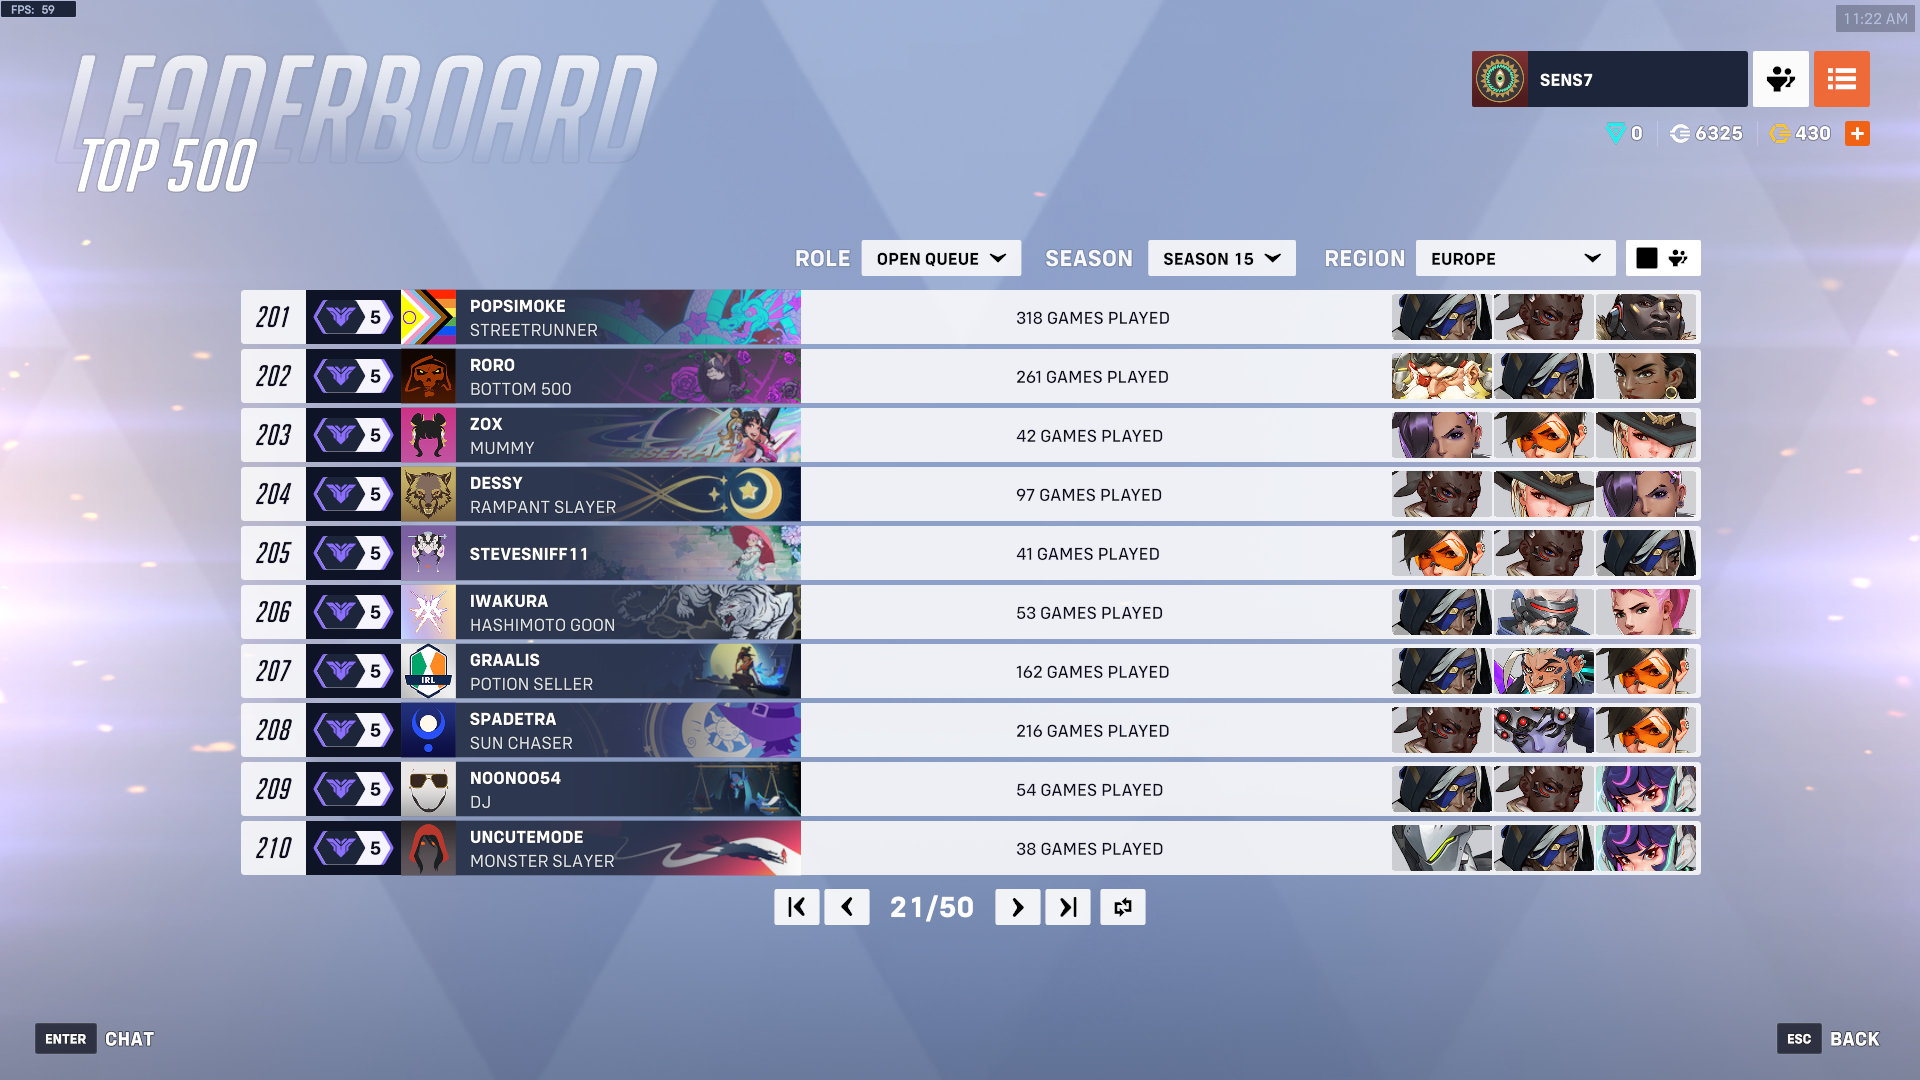 FPS: 59
11:22 AM
LEADERBOARD
TOP 500
SENS7
0 6325 430
ROLE OPEN QUEUE SEASON SEASON 15 REGION EUROPE
201 5 POPSIMOKE 318 GAMES PLAYED
STREETRUNNER
202 5 RORO 261 GAMES PLAYED
BOTTOM 500
203 5 ZOX 42 GAMES PLAYED
MUMMY
204 5 DESSY 97 GAMES PLAYED
RAMPANT SLAYER
205 5 STEVESNIFF11 41 GAMES PLAYED
206 5 IWAKURA 53 GAMES PLAYED
HASHIMOTO GOON
207 IRL 5 GRAALIS 162 GAMES PLAYED
POTION SELLER
208 5 SPADETRA 216 GAMES PLAYED
SUN CHASER
209 5 NOONOO54 54 GAMES PLAYED
DJ
210 5 UNCUTEMODE 38 GAMES PLAYED
MONSTER SLAYER
21/50
ENTER CHAT
ESC BACK